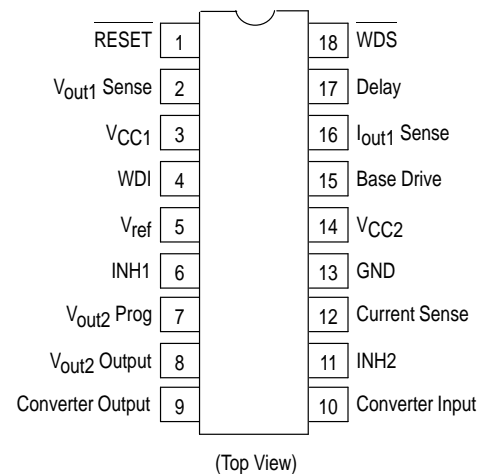 RESET 1 18 WDS
Vout1 Sense 2 17 Delay
VCC1 3 16 Iout1 Sense
WDI 4 15 Base Drive
Vref 5 14 VCC2
INH1 6 13 GND
Vout2 Prog 7 12 Current Sense
Vout2 Output 8 11 INH2
Converter Output 9 10 Converter Input
(Top View)